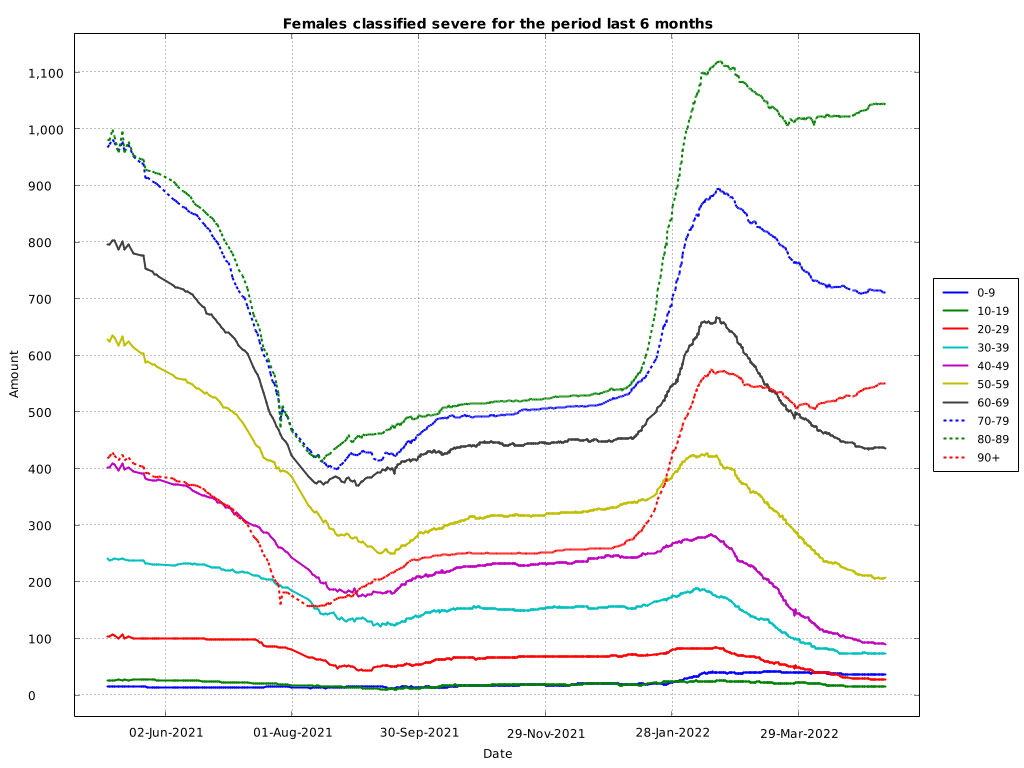 Females classified severe for the period last 6 months
Amount
1,100
1,000
900
800
700
600
500
400
300
200
100
0
02-Jun-2021
01-Aug-2021
30-Sep-2021
29-Nov-2021
28-Jan-2022
29-Mar-2022
Date
0-9
10-19
20-29
30-39
40-49
50-59
60-69
70-79
80-89
90+